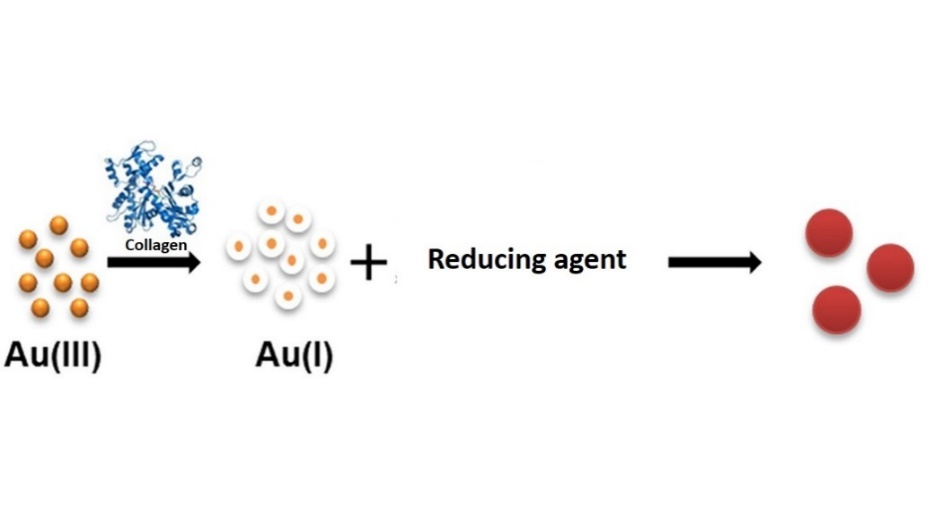 Collagen
Au(III)
Au(I)
+
Reducing agent